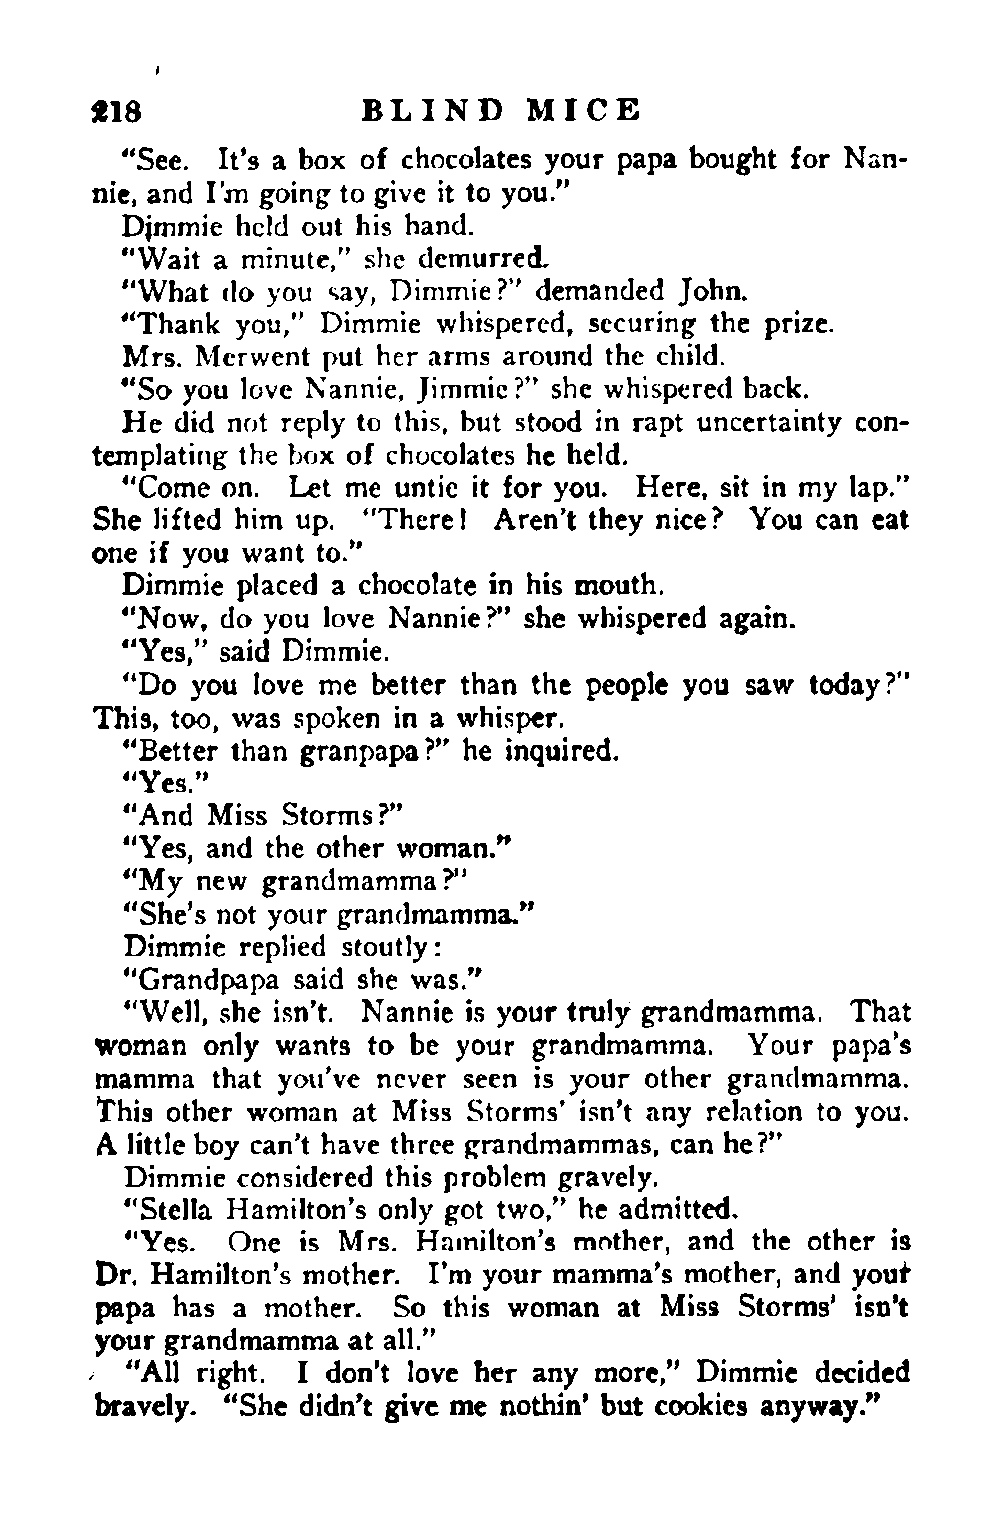 218 BLIND MICE
“See. It’s a box of chocolates your papa bought for Nan-
nie, and I’m going to give it to you.”
Dimmie held out his hand.
“Wait a minute,” she demurred.
“What do you say, Dimmie?” demanded John.
“Thank you,” Dimmie whispered, securing the prize.
Mrs. Merwent put her arms around the child.
“So you love Nannie, Jimmie?” she whispered back.
He did not reply to this, but stood in rapt uncertainty con-
templating the box of chocolates he held.
“Come on. Let me untie it for you. Here, sit in my lap.”
She lifted him up. “There! Aren’t they nice? You can eat
one if you want to.”
Dimmie placed a chocolate in his mouth.
“Now, do you love Nannie?” she whispered again.
“Yes,” said Dimmie.
“Do you love me better than the people you saw today?”
This, too, was spoken in a whisper.
“Better than granpapa?” he inquired.
“Yes.”
“And Miss Storms?”
“Yes, and the other woman.”
“My new grandmamma?”
“She’s not your grandmamma.”
Dimmie replied stoutly:
“Grandpapa said she was.”
“Well, she isn’t. Nannie is your truly grandmamma. That
woman only wants to be your grandmamma. Your papa’s
mamma that you’ve never seen is your other grandmamma.
This other woman at Miss Storms’ isn’t any relation to you.
A little boy can’t have three grandmammas, can he?”
Dimmie considered this problem gravely.
“Stella Hamilton’s only got two,” he admitted.
“Yes. One is Mrs. Hamilton’s mother, and the other is
Dr. Hamilton’s mother. I’m your mamma’s mother, and your
papa has a mother. So this woman at Miss Storms’ isn’t
your grandmamma at all.”
“All right. I don’t love her any more,” Dimmie decided
bravely. “She didn’t give me nothin’ but cookies anyway.”